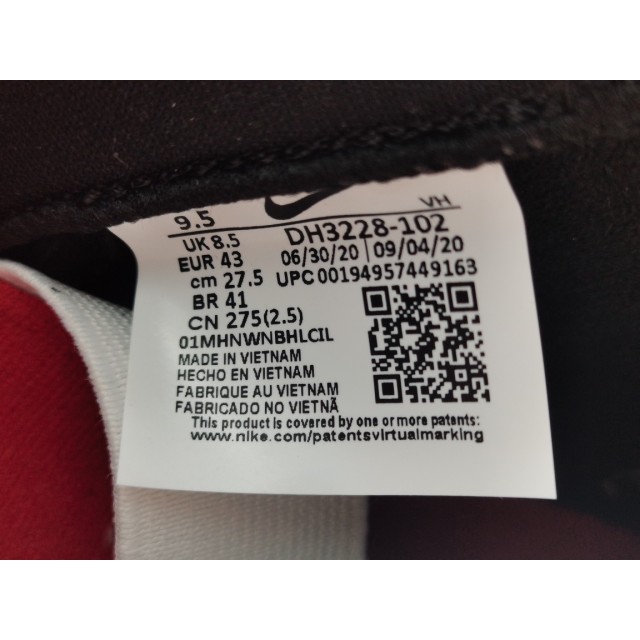 9.5 VH
UK 8.5 DH3228-102
EUR 43 06/30/20 09/04/20
cm 27.5 UPC00194957449163
BR 41
CN 275(2.5)
01MHNWNBHLCIL
MADE IN VIETNAM
HECHO EN VIETNAM
FABRIQUE AU VIETNAM
FABRICADO NO VIETNÃ
This product is covered by one or more patents:
www.nike.com/patentsvirtualmarking